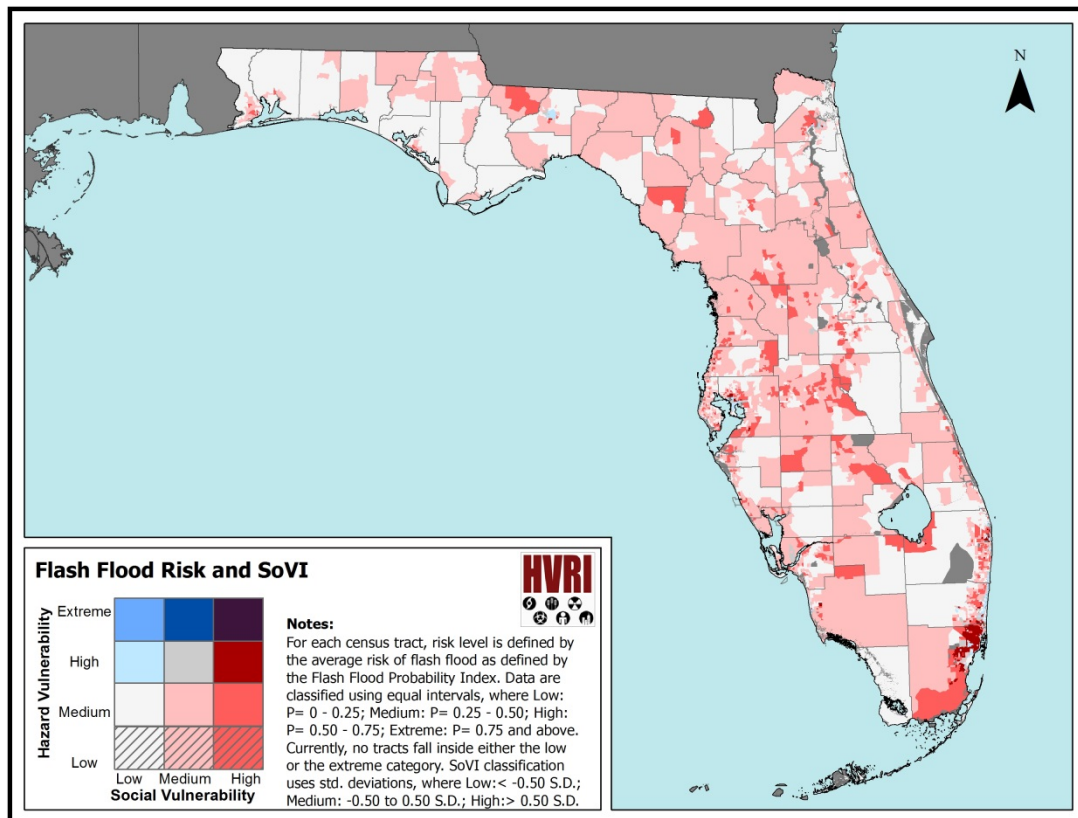 N
Flash Flood Risk and SoVI
HVRI
Hazard Vulnerability
Extreme
High
Medium
Low
Low
Medium
High
Social Vulnerability
Notes:
For each census tract, risk level is defined by
the average risk of flash flood as defined by
the Flash Flood Probability Index. Data are
classified using equal intervals, where Low:
P= 0 - 0.25; Medium: P= 0.25 - 0.50; High:
P= 0.50 - 0.75; Extreme: P= 0.75 and above.
Currently, no tracts fall inside either the low
or the extreme category. SoVI classification
uses std. deviations, where Low:< -0.50 S.D.;
Medium: -0.50 to 0.50 S.D.; High:> 0.50 S.D.